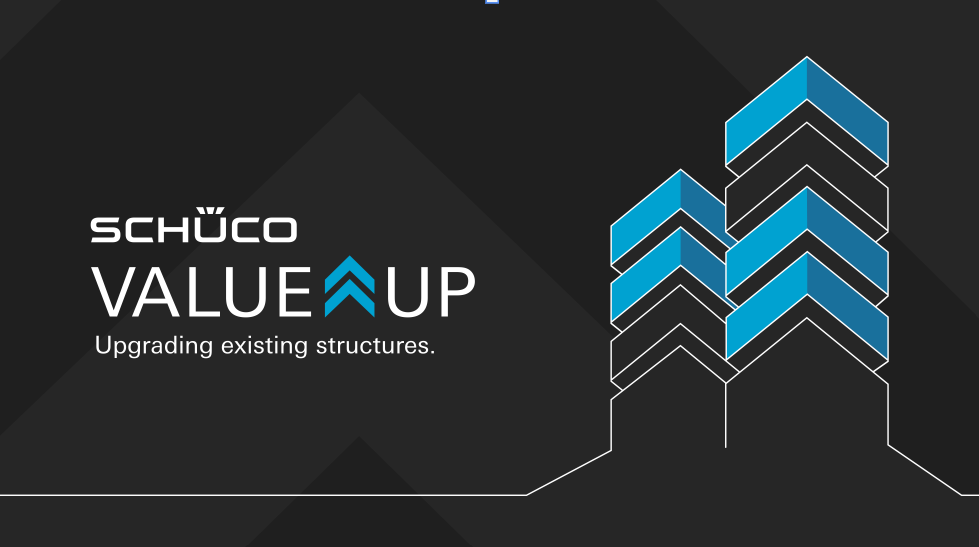 SCHÜCO
VALUE UP
Upgrading existing structures.